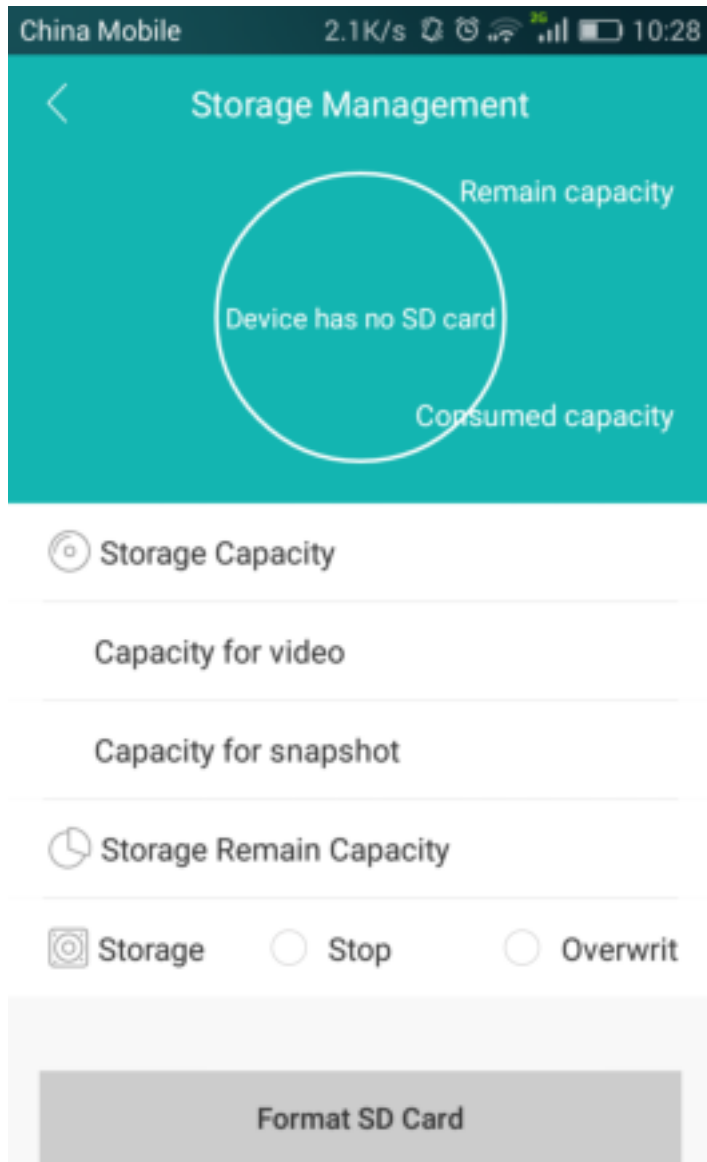 China Mobile 2.1K/s 3G 10:28
Storage Management
Remain capacity
Device has no SD card
Consumed capacity
Storage Capacity
Capacity for video
Capacity for snapshot
Storage Remain Capacity
Storage Stop Overwrit
Format SD Card